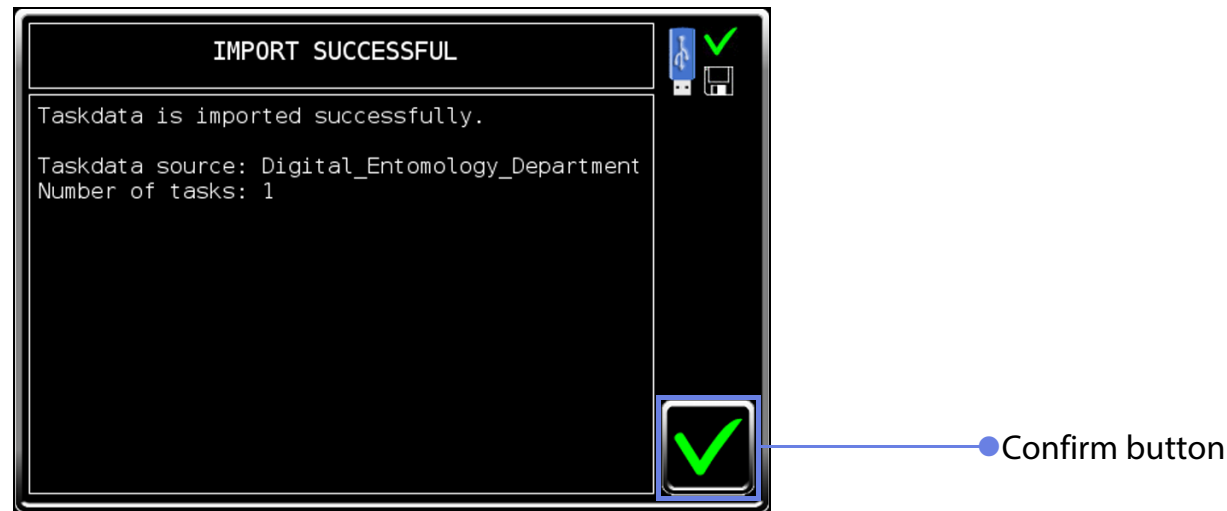 IMPORT SUCCESSFUL
Taskdata is imported successfully.
Taskdata source: Digital_Entomology_Department
Number of tasks: 1
Confirm button